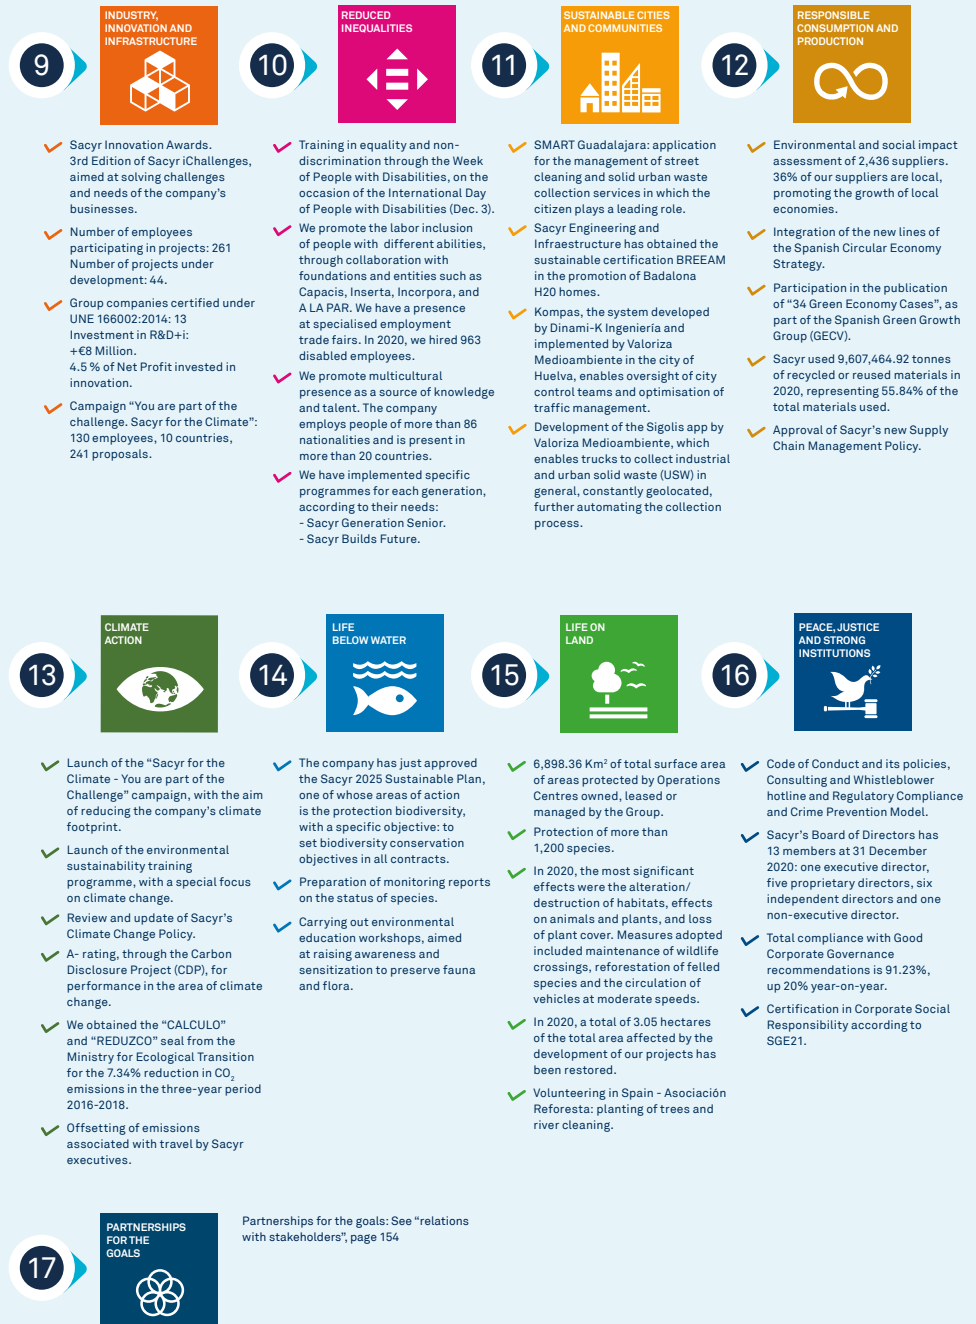 9
INDUSTRY,
INNOVATION AND
INFRASTRUCTURE
Sacyr Innovation Awards.
3rd Edition of Sacyr iChallenges,
aimed at solving challenges
and needs of the company's
businesses.
Number of employees
participating in projects: 261
Number of projects under
development: 44.
Group companies certified under
UNE 166002:2014: 13
Investment in R&D+i:
+€8 Million.
4.5 % of Net Profit invested in
innovation.
Campaign “You are part of the
challenge. Sacyr for the Climate”:
130 employees, 10 countries,
241 proposals.
10
REDUCED
INEQUALITIES
Training in equality and non-
discrimination through the Week
of People with Disabilities, on the
occasion of the International Day
of People with Disabilities (Dec. 3).
We promote the labor inclusion
of people with different abilities,
through collaboration with
foundations and entities such as
Capacis, Inserta, Incorpora, and
A LA PAR. We have a presence
at specialised employment
trade fairs. In 2020, we hired 963
disabled employees.
We promote multicultural
presence as a source of knowledge
and talent. The company
employs people of more than 86
nationalities and is present in
more than 20 countries.
We have implemented specific
programmes for each generation,
according to their needs:
- Sacyr Generation Senior.
- Sacyr Builds Future.
11
SUSTAINABLE CITIES
AND COMMUNITIES
SMART Guadalajara: application
for the management of street
cleaning and solid urban waste
collection services in which the
citizen plays a leading role.
Sacyr Engineering and
Infraestructure has obtained the
sustainable certification BREEAM
in the promotion of Badalona
H20 homes.
Kompas, the system developed
by Dinami-K Ingeniería and
implemented by Valoriza
Medioambiente in the city of
Huelva, enables oversight of city
control teams and optimisation of
traffic management.
Development of the Sigolis app by
Valoriza Medioambiente, which
enables trucks to collect industrial
and urban solid waste (USW) in
general, constantly geolocated,
further automating the collection
process.
12
RESPONSIBLE
CONSUMPTION AND
PRODUCTION
Environmental and social impact
assessment of 2,436 suppliers.
36% of our suppliers are local,
promoting the growth of local
economies.
Integration of the new lines of
the Spanish Circular Economy
Strategy.
Participation in the publication
of “34 Green Economy Cases”, as
part of the Spanish Green Growth
Group (GECV).
Sacyr used 9,607,464.92 tonnes
of recycled or reused materials in
2020, representing 55.84% of the
total materials used.
Approval of Sacyr's new Supply
Chain Management Policy.
13
CLIMATE
ACTION
Launch of the “Sacyr for the
Climate - You are part of the
Challenge” campaign, with the aim
of reducing the company's climate
footprint.
Launch of the environmental
sustainability training
programme, with a special focus
on climate change.
Review and update of Sacyr's
Climate Change Policy.
A- rating, through the Carbon
Disclosure Project (CDP), for
performance in the area of climate
change.
We obtained the “CALCULO”
and “REDUZCO” seal from the
Ministry for Ecological Transition
for the 7.34% reduction in CO₂
emissions in the three-year period
2016-2018.
Offsetting of emissions
associated with travel by Sacyr
executives.
14
LIFE
BELOW WATER
The company has just approved
the Sacyr 2025 Sustainable Plan,
one of whose areas of action
is the protection biodiversity,
with a specific objective: to
set biodiversity conservation
objectives in all contracts.
Preparation of monitoring reports
on the status of species.
Carrying out environmental
education workshops, aimed
at raising awareness and
sensitization to preserve fauna
and flora.
15
LIFE ON
LAND
6,898.36 Km² of total surface area
of areas protected by Operations
Centres owned, leased or
managed by the Group.
Protection of more than
1,200 species.
In 2020, the most significant
effects were the alteration/
destruction of habitats, effects
on animals and plants, and loss
of plant cover. Measures adopted
included maintenance of wildlife
crossings, reforestation of felled
species and the circulation of
vehicles at moderate speeds.
In 2020, a total of 3.05 hectares
of the total area affected by the
development of our projects has
been restored.
Volunteering in Spain - Asociación
Reforesta: planting of trees and
river cleaning.
16
PEACE, JUSTICE
AND STRONG
INSTITUTIONS
Code of Conduct and its policies,
Consulting and Whistleblower
hotline and Regulatory Compliance
and Crime Prevention Model.
Sacyr's Board of Directors has
13 members at 31 December
2020: one executive director,
five proprietary directors, six
independent directors and one
non-executive director.
Total compliance with Good
Corporate Governance
recommendations is 91.23%,
up 20% year-on-year.
Certification in Corporate Social
Responsibility according to
SGE21.
17
PARTNERSHIPS
FOR THE
GOALS
Partnerships for the goals: See “relations
with stakeholders”, page 154